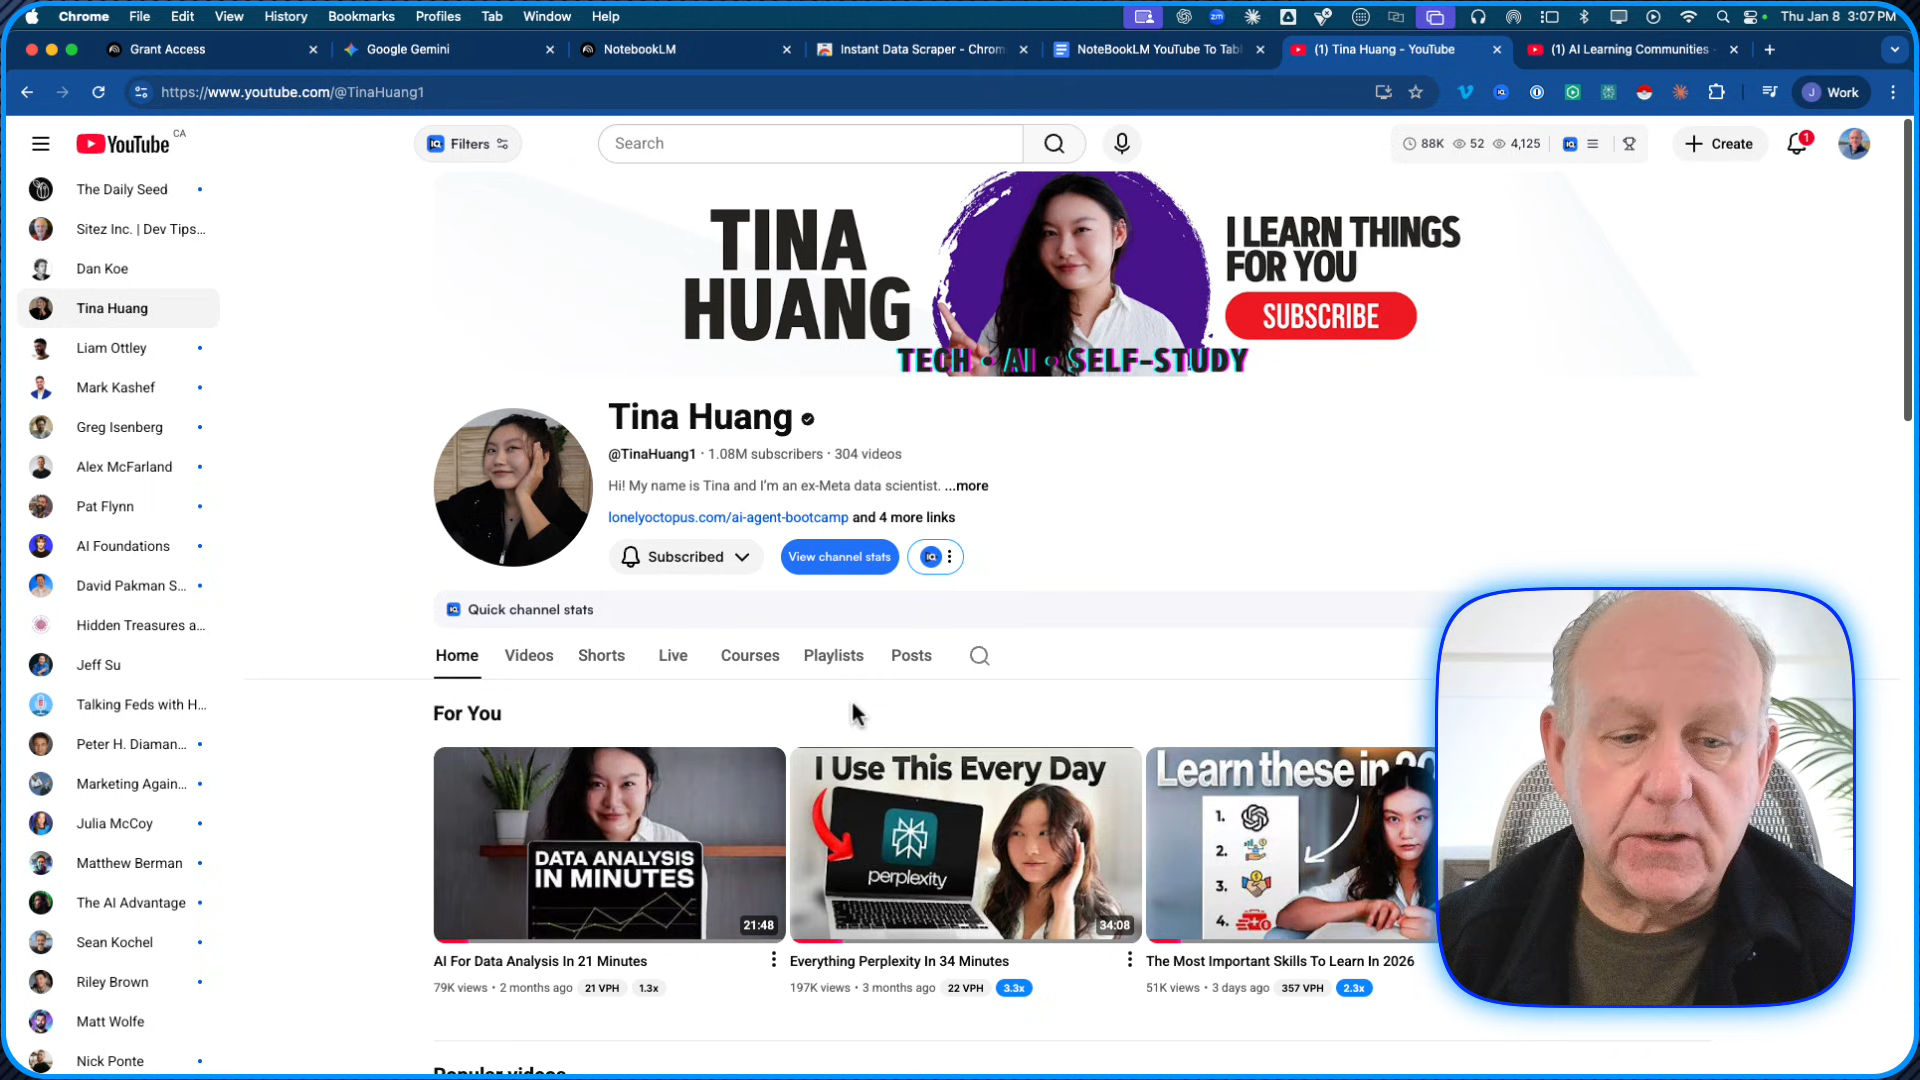 Chrome File Edit View History Bookmarks Profiles Tab Window Help
Thu Jan 8 3:07 PM
Grant Access
Google Gemini
NotebookLM
Instant Data Scraper - Chrom
NoteBookLM YouTube To Tabl
(1) Tina Huang - YouTube
(1) AI Learning Communities -
https://www.youtube.com/@TinaHuang1
J Work
YouTube CA
Filters
Search
88K 52 4,125
Create
1
The Daily Seed
Sitez Inc. | Dev Tips...
Dan Koe
Tina Huang
Liam Ottley
Mark Kashef
Greg Isenberg
Alex McFarland
Pat Flynn
AI Foundations
David Pakman S...
Hidden Treasures a...
Jeff Su
Talking Feds with H...
Peter H. Diaman...
Marketing Again...
Julia McCoy
Matthew Berman
The AI Advantage
Sean Kochel
Riley Brown
Matt Wolfe
Nick Ponte
TINA
HUANG
I LEARN THINGS
FOR YOU
SUBSCRIBE
TECH • AI • SELF-STUDY
Tina Huang
@TinaHuang1 · 1.08M subscribers · 304 videos
Hi! My name is Tina and I'm an ex-Meta data scientist. ...more
lonelyoctopus.com/ai-agent-bootcamp and 4 more links
Subscribed
View channel stats
Quick channel stats
Home Videos Shorts Live Courses Playlists Posts
For You
DATA ANALYSIS
IN MINUTES
21:48
AI For Data Analysis In 21 Minutes
79K views • 2 months ago 21 VPH 1.3x
I Use This Every Day
perplexity
34:08
Everything Perplexity In 34 Minutes
197K views • 3 months ago 22 VPH 3.3x
Learn these in
1.
2.
3.
4.
The Most Important Skills To Learn In 2026
51K views • 3 days ago 357 VPH 2.3x
Popular videos